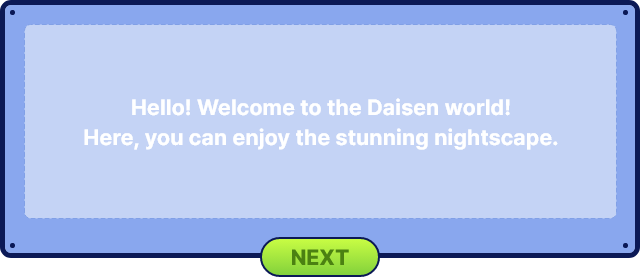 Hello! Welcome to the Daisen world!
Here, you can enjoy the stunning nightscape.
NEXT